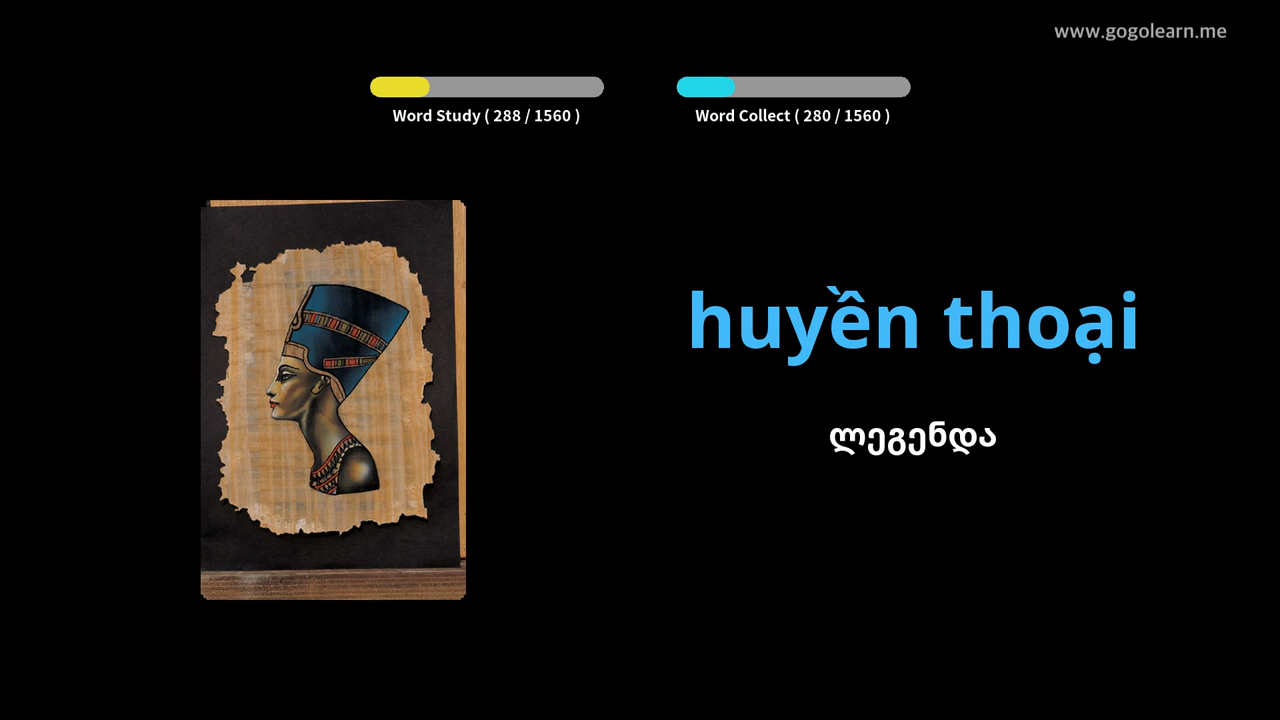 www.gogolearn.me
Word Study ( 288 / 1560 )
Word Collect ( 280 / 1560 )
huyền thoại
ლეგენდა